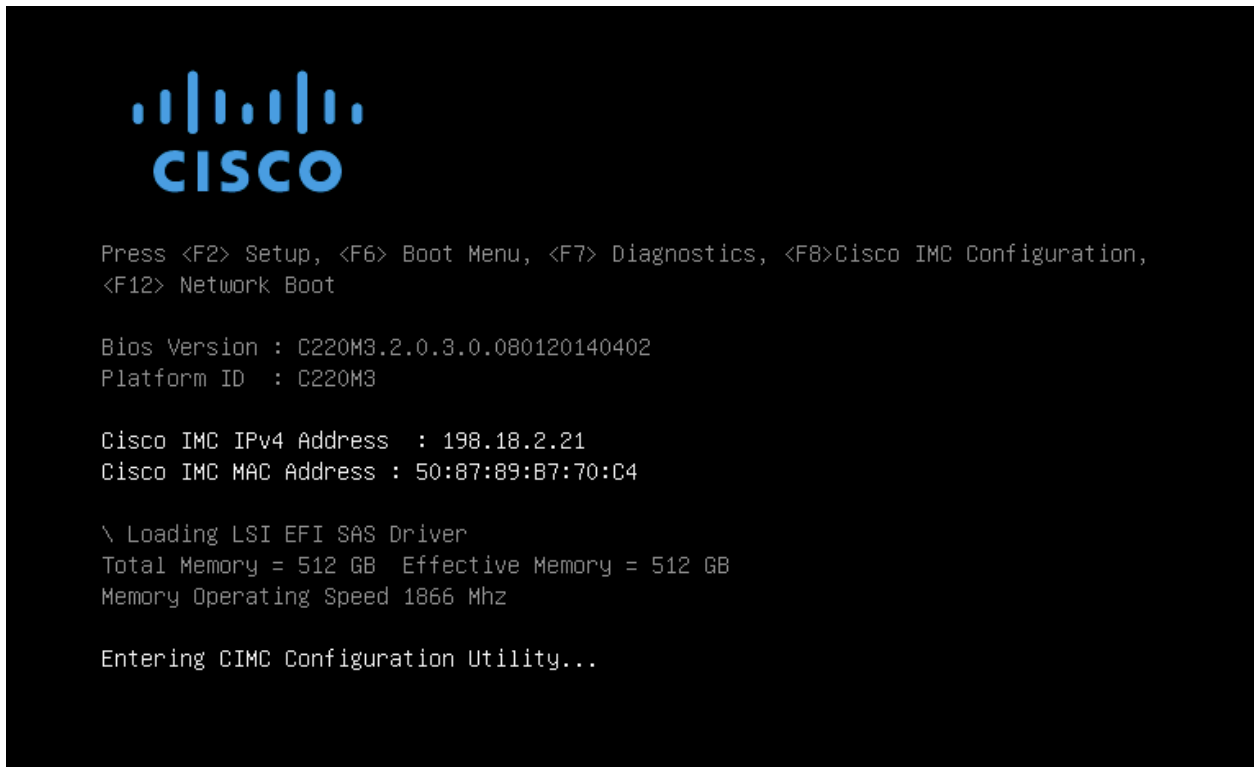 CISCO
Press <F2> Setup, <F6> Boot Menu, <F7> Diagnostics, <F8>Cisco IMC Configuration,
<F12> Network Boot
Bios Version : C220M3.2.0.3.0.080120140402
Platform ID  : C220M3
Cisco IMC IPv4 Address  : 198.18.2.21
Cisco IMC MAC Address : 50:87:89:B7:70:C4
\ Loading LSI EFI SAS Driver
Total Memory = 512 GB  Effective Memory = 512 GB
Memory Operating Speed 1866 Mhz
Entering CIMC Configuration Utility...